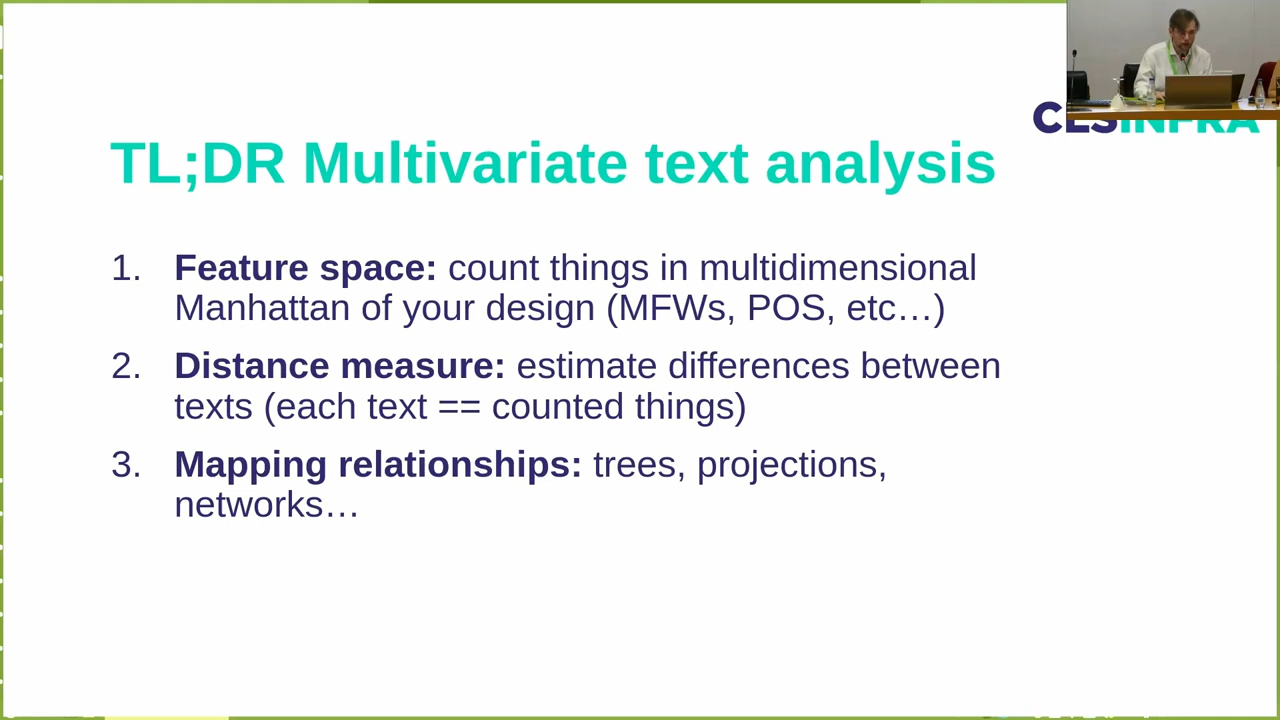 CLSINFRA
TL;DR Multivariate text analysis
1. Feature space: count things in multidimensional
Manhattan of your design (MFWs, POS, etc…)
2. Distance measure: estimate differences between
texts (each text == counted things)
3. Mapping relationships: trees, projections,
networks…